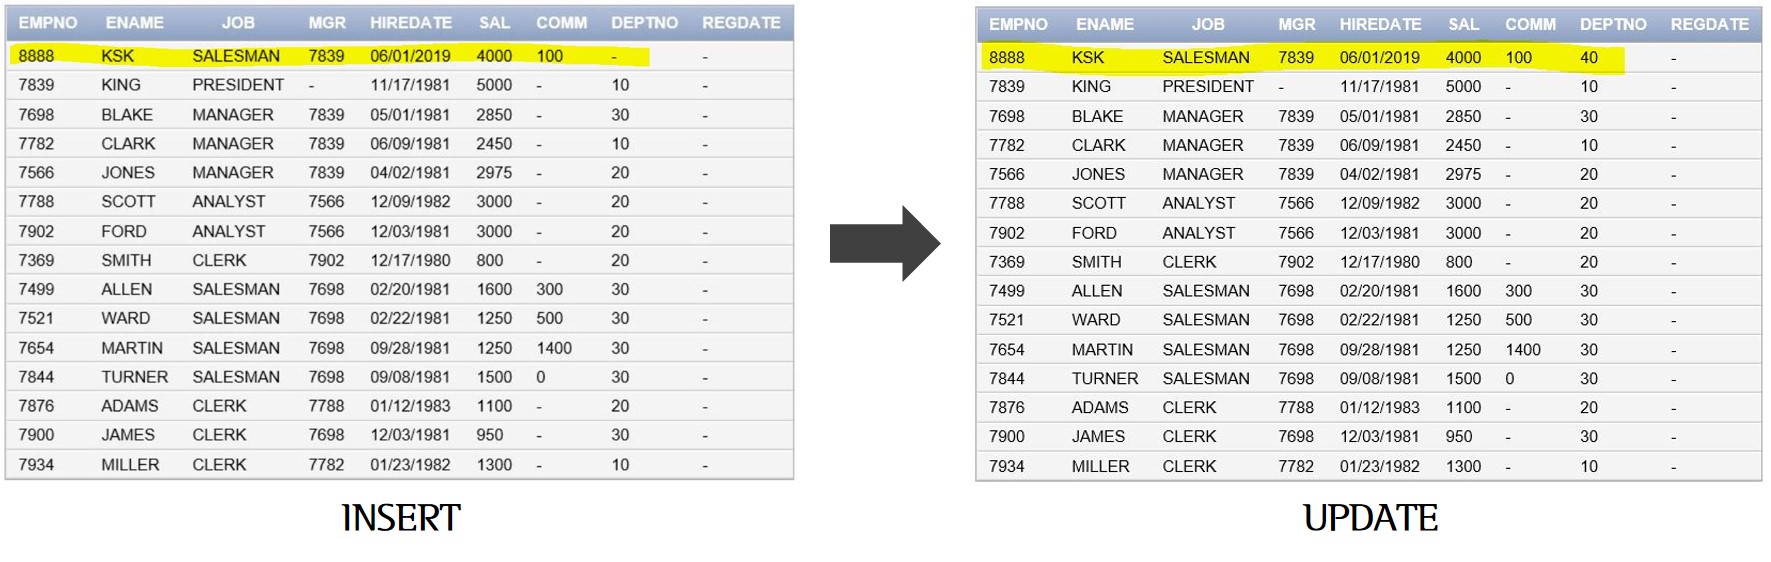 EMPNO ENAME JOB MGR HIREDATE SAL COMM DEPTNO REGDATE
8888 KSK SALESMAN 7839 06/01/2019 4000 100 - -
7839 KING PRESIDENT - 11/17/1981 5000 - 10 -
7698 BLAKE MANAGER 7839 05/01/1981 2850 - 30 -
7782 CLARK MANAGER 7839 06/09/1981 2450 - 10 -
7566 JONES MANAGER 7839 04/02/1981 2975 - 20 -
7788 SCOTT ANALYST 7566 12/09/1982 3000 - 20 -
7902 FORD ANALYST 7566 12/03/1981 3000 - 20 -
7369 SMITH CLERK 7902 12/17/1980 800 - 20 -
7499 ALLEN SALESMAN 7698 02/20/1981 1600 300 30 -
7521 WARD SALESMAN 7698 02/22/1981 1250 500 30 -
7654 MARTIN SALESMAN 7698 09/28/1981 1250 1400 30 -
7844 TURNER SALESMAN 7698 09/08/1981 1500 0 30 -
7876 ADAMS CLERK 7788 01/12/1983 1100 - 20 -
7900 JAMES CLERK 7698 12/03/1981 950 - 30 -
7934 MILLER CLERK 7782 01/23/1982 1300 - 10 -
INSERT
EMPNO ENAME JOB MGR HIREDATE SAL COMM DEPTNO REGDATE
8888 KSK SALESMAN 7839 06/01/2019 4000 100 40 -
7839 KING PRESIDENT - 11/17/1981 5000 - 10 -
7698 BLAKE MANAGER 7839 05/01/1981 2850 - 30 -
7782 CLARK MANAGER 7839 06/09/1981 2450 - 10 -
7566 JONES MANAGER 7839 04/02/1981 2975 - 20 -
7788 SCOTT ANALYST 7566 12/09/1982 3000 - 20 -
7902 FORD ANALYST 7566 12/03/1981 3000 - 20 -
7369 SMITH CLERK 7902 12/17/1980 800 - 20 -
7499 ALLEN SALESMAN 7698 02/20/1981 1600 300 30 -
7521 WARD SALESMAN 7698 02/22/1981 1250 500 30 -
7654 MARTIN SALESMAN 7698 09/28/1981 1250 1400 30 -
7844 TURNER SALESMAN 7698 09/08/1981 1500 0 30 -
7876 ADAMS CLERK 7788 01/12/1983 1100 - 20 -
7900 JAMES CLERK 7698 12/03/1981 950 - 30 -
7934 MILLER CLERK 7782 01/23/1982 1300 - 10 -
UPDATE